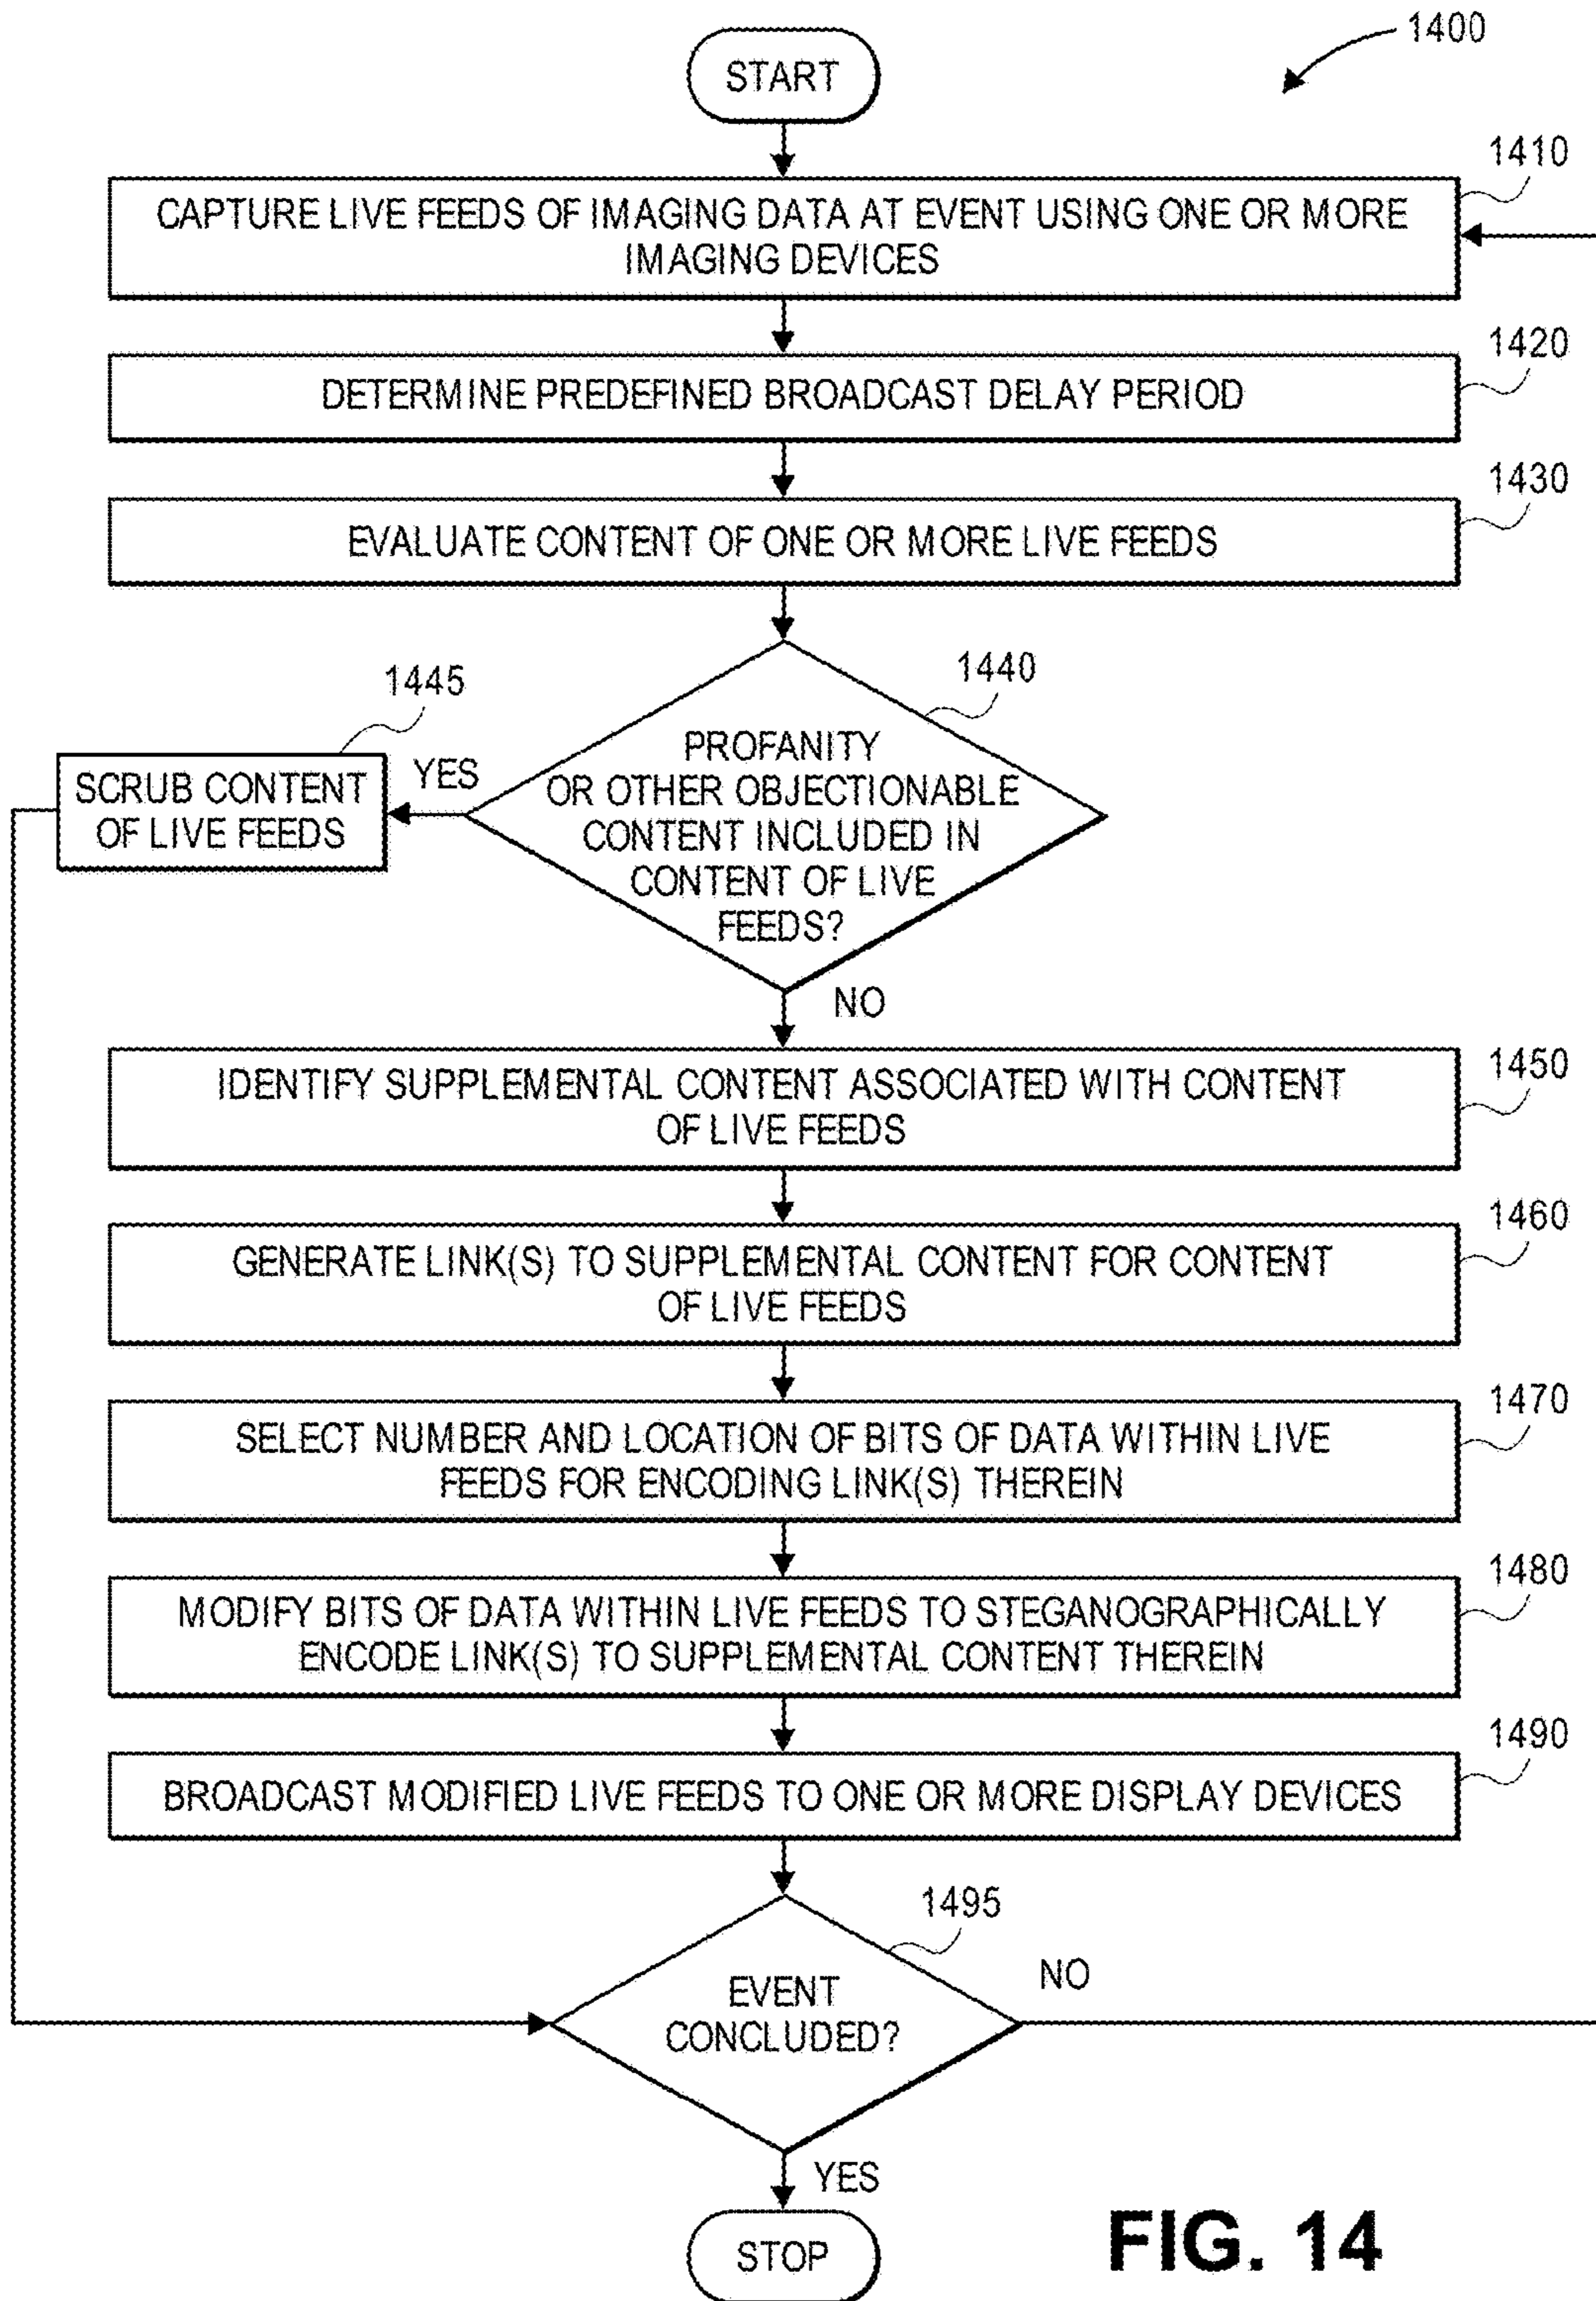 1400
START
1410
CAPTURE LIVE FEEDS OF IMAGING DATA AT EVENT USING ONE OR MORE
IMAGING DEVICES
1420
DETERMINE PREDEFINED BROADCAST DELAY PERIOD
1430
EVALUATE CONTENT OF ONE OR MORE LIVE FEEDS
1440
PROFANITY
OR OTHER OBJECTIONABLE
CONTENT INCLUDED IN
CONTENT OF LIVE
FEEDS?
YES
1445
SCRUB CONTENT
OF LIVE FEEDS
NO
1450
IDENTIFY SUPPLEMENTAL CONTENT ASSOCIATED WITH CONTENT
OF LIVE FEEDS
1460
GENERATE LINK(S) TO SUPPLEMENTAL CONTENT FOR CONTENT
OF LIVE FEEDS
1470
SELECT NUMBER AND LOCATION OF BITS OF DATA WITHIN LIVE
FEEDS FOR ENCODING LINK(S) THEREIN
1480
MODIFY BITS OF DATA WITHIN LIVE FEEDS TO STEGANOGRAPHICALLY
ENCODE LINK(S) TO SUPPLEMENTAL CONTENT THEREIN
1490
BROADCAST MODIFIED LIVE FEEDS TO ONE OR MORE DISPLAY DEVICES
1495
EVENT
CONCLUDED?
NO
YES
STOP
FIG. 14